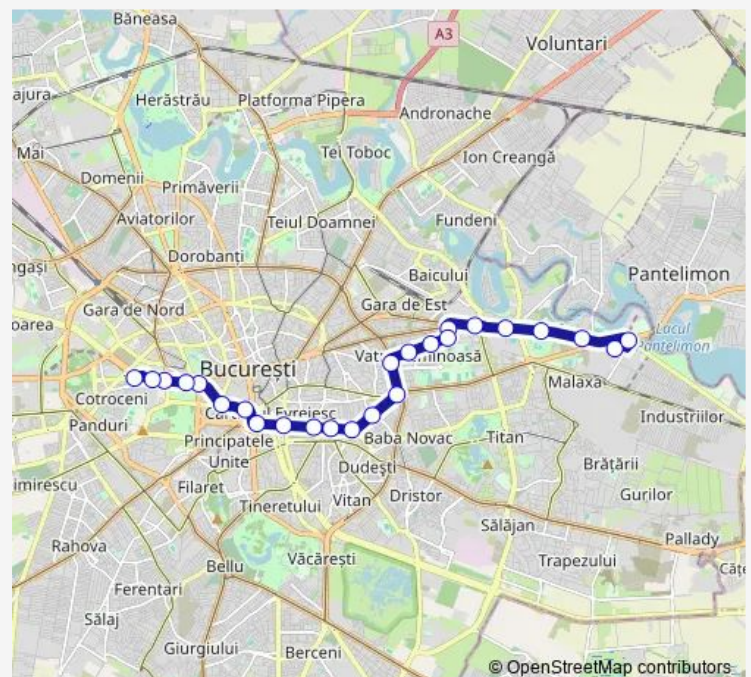 Băneasa
A3
Voluntari
ajura
Herăstrău
Platforma Pipera
Andronache
Mai
Tei Toboc
Ion Creangă
Domenii
Primăverii
Aviatorilor
Teiul Doamnei
Fundeni
Dorobanți
ngași
Baicului
Pantelimon
Gara de Nord
Gara de Est
oarea
Lacul
Pantelimon
București
Malaxa
Cotroceni
Industriilor
Panduri
Principatele
Unite
Baba Novac
Titan
Dudești
Brățării
imirescu
Filaret
Vitan
Dristor
Gurilor
Tineretului
Sălăjan
Pallady
Rahova
Văcărești
Trapezului
Bellu
Căț
Ferentari
Sălaj
Giurgiului
Berceni
© OpenStreetMap contributors